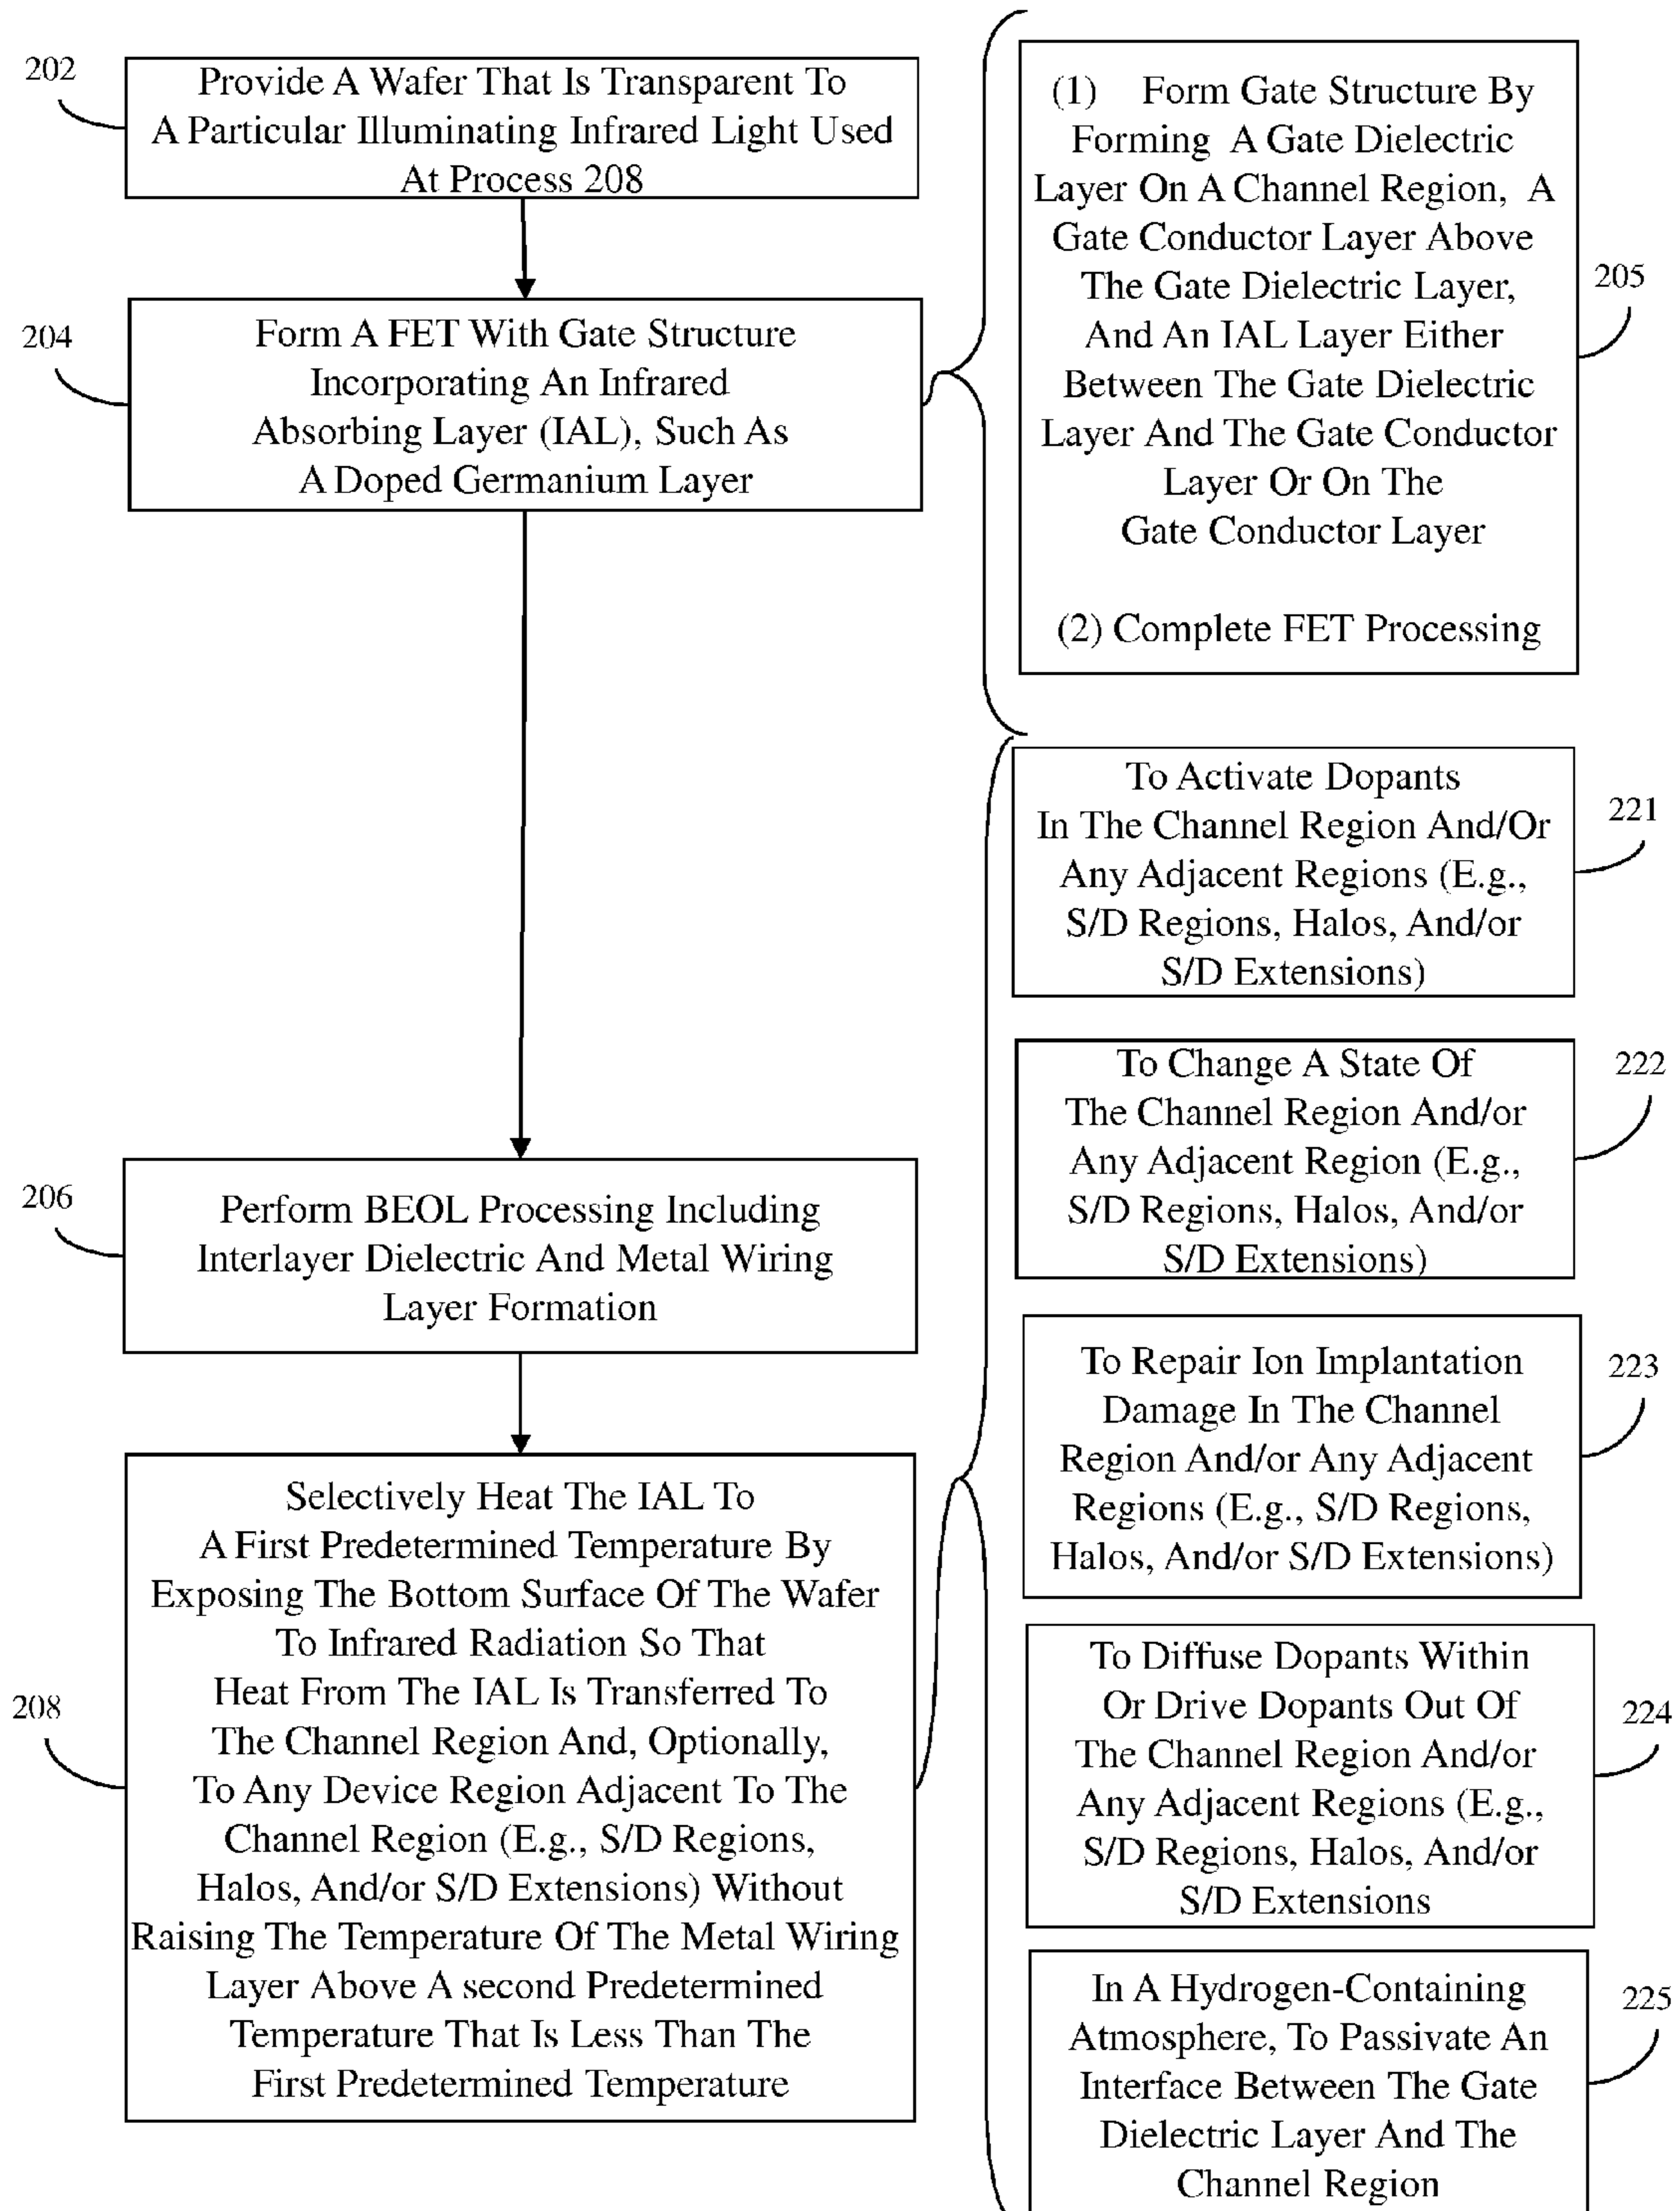 202
Provide A Wafer That Is Transparent To
A Particular Illuminating Infrared Light Used
At Process 208
204
Form A FET With Gate Structure
Incorporating An Infrared
Absorbing Layer (IAL), Such As
A Doped Germanium Layer
(1) Form Gate Structure By
Forming A Gate Dielectric
Layer On A Channel Region, A
Gate Conductor Layer Above
The Gate Dielectric Layer,
And An IAL Layer Either
Between The Gate Dielectric
Layer And The Gate Conductor
Layer Or On The
Gate Conductor Layer
(2) Complete FET Processing
205
206
Perform BEOL Processing Including
Interlayer Dielectric And Metal Wiring
Layer Formation
208
Selectively Heat The IAL To
A First Predetermined Temperature By
Exposing The Bottom Surface Of The Wafer
To Infrared Radiation So That
Heat From The IAL Is Transferred To
The Channel Region And, Optionally,
To Any Device Region Adjacent To The
Channel Region (E.g., S/D Regions,
Halos, And/or S/D Extensions) Without
Raising The Temperature Of The Metal Wiring
Layer Above A second Predetermined
Temperature That Is Less Than The
First Predetermined Temperature
To Activate Dopants
In The Channel Region And/Or
Any Adjacent Regions (E.g.,
S/D Regions, Halos, And/or
S/D Extensions)
221
To Change A State Of
The Channel Region And/or
Any Adjacent Region (E.g.,
S/D Regions, Halos, And/or
S/D Extensions)
222
To Repair Ion Implantation
Damage In The Channel
Region And/or Any Adjacent
Regions (E.g., S/D Regions,
Halos, And/or S/D Extensions)
223
To Diffuse Dopants Within
Or Drive Dopants Out Of
The Channel Region And/or
Any Adjacent Regions (E.g.,
S/D Regions, Halos, And/or
S/D Extensions
224
In A Hydrogen-Containing
Atmosphere, To Passivate An
Interface Between The Gate
Dielectric Layer And The
Channel Region
225